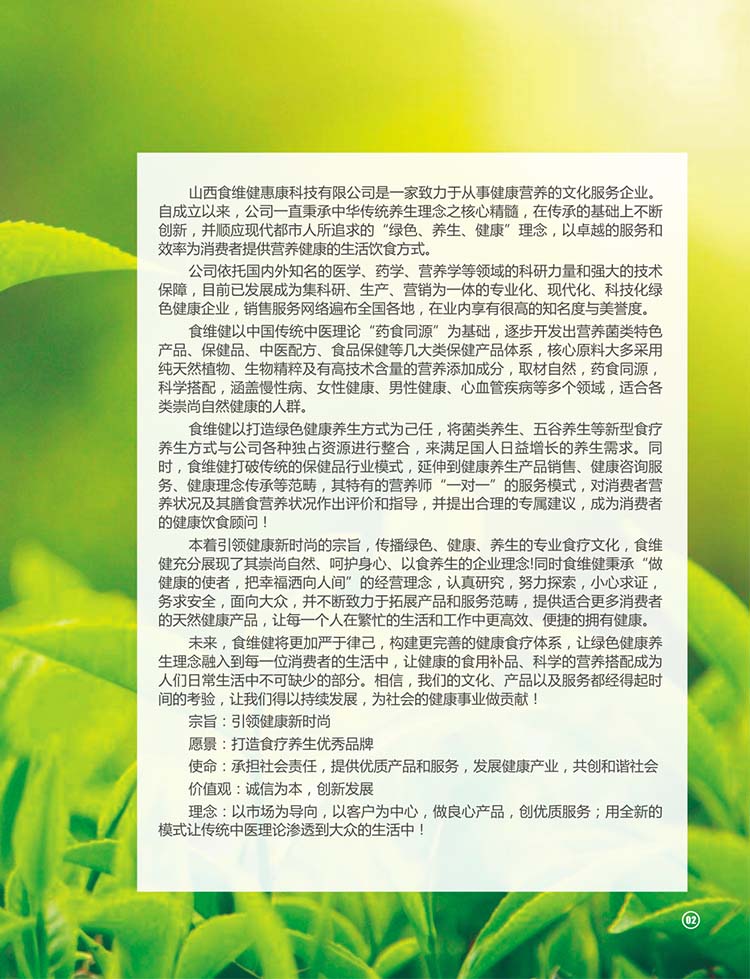 山西食维健惠康科技有限公司是一家致力于从事健康营养的文化服务企业。
自成立以来，公司一直秉承中华传统养生理念之核心精髓，在传承的基础上不断
创新，并顺应现代都市人所追求的“绿色、养生、健康”理念，以卓越的服务和
效率为消费者提供营养健康的生活饮食方式。
公司依托国内外知名的医学、药学、营养学等领域的科研力量和强大的技术
保障，目前已发展成为集科研、生产、营销为一体的专业化、现代化、科技化绿
色健康企业，销售服务网络遍布全国各地，在业内享有很高的知名度与美誉度。
食维健以中国传统中医理论“药食同源”为基础，逐步开发出营养菌类特色
产品、保健品、中医配方、食品保健等几大类保健产品体系，核心原料大多采用
纯天然植物、生物精粹及有高技术含量的营养添加成分，取材自然，药食同源，
科学搭配，涵盖慢性病、女性健康、男性健康、心血管疾病等多个领域，适合各
类崇尚自然健康的人群。
食维健以打造绿色健康养生方式为己任，将菌类养生、五谷养生等新型食疗
养生方式与公司各种独占资源进行整合，来满足国人日益增长的养生需求。同
时，食维健打破传统的保健品行业模式，延伸到健康养生产品销售、健康咨询服
务、健康理念传承等范畴，其特有的营养师“一对一”的服务模式，对消费者营
养状况及其膳食营养状况作出评价和指导，并提出合理的专属建议，成为消费者
的健康饮食顾问！
本着引领健康新时尚的宗旨，传播绿色、健康、养生的专业食疗文化，食维
健充分展现了其崇尚自然、呵护身心、以食养生的企业理念!同时食维健秉承“做
健康的使者，把幸福洒向人间”的经营理念，认真研究，努力探索，小心求证，
务求安全，面向大众，并不断致力于拓展产品和服务范畴，提供适合更多消费者
的天然健康产品，让每一个人在繁忙的生活和工作中更高效、便捷的拥有健康。
未来，食维健将更加严于律己，构建更完善的健康食疗体系，让绿色健康养
生理念融入到每一位消费者的生活中，让健康的食用补品、科学的营养搭配成为
人们日常生活中不可缺少的部分。相信，我们的文化、产品以及服务都经得起时
间的考验，让我们得以持续发展，为社会的健康事业做贡献！
宗旨：引领健康新时尚
愿景：打造食疗养生优秀品牌
使命：承担社会责任，提供优质产品和服务，发展健康产业，共创和谐社会
价值观：诚信为本，创新发展
理念：以市场为导向，以客户为中心，做良心产品，创优质服务；用全新的
模式让传统中医理论渗透到大众的生活中！
02